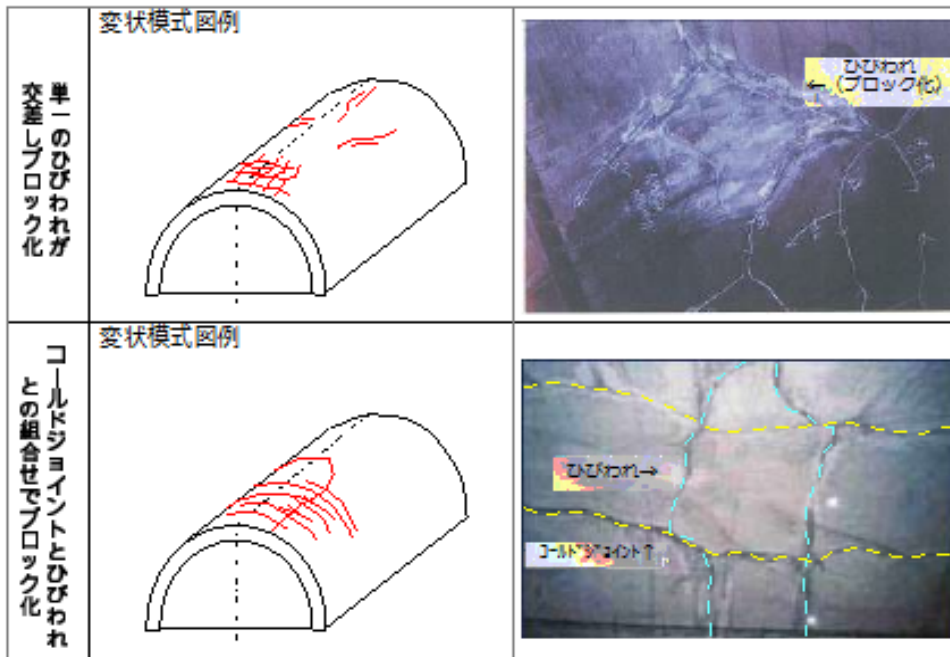 単一のひびわれが
交差しブロック化
変状模式図例
ひびわれ
←（ブロック化）
コールドジョイントとひびわれ
との組合せでブロック化
変状模式図例
ひびわれ→
コールドジョイント↑